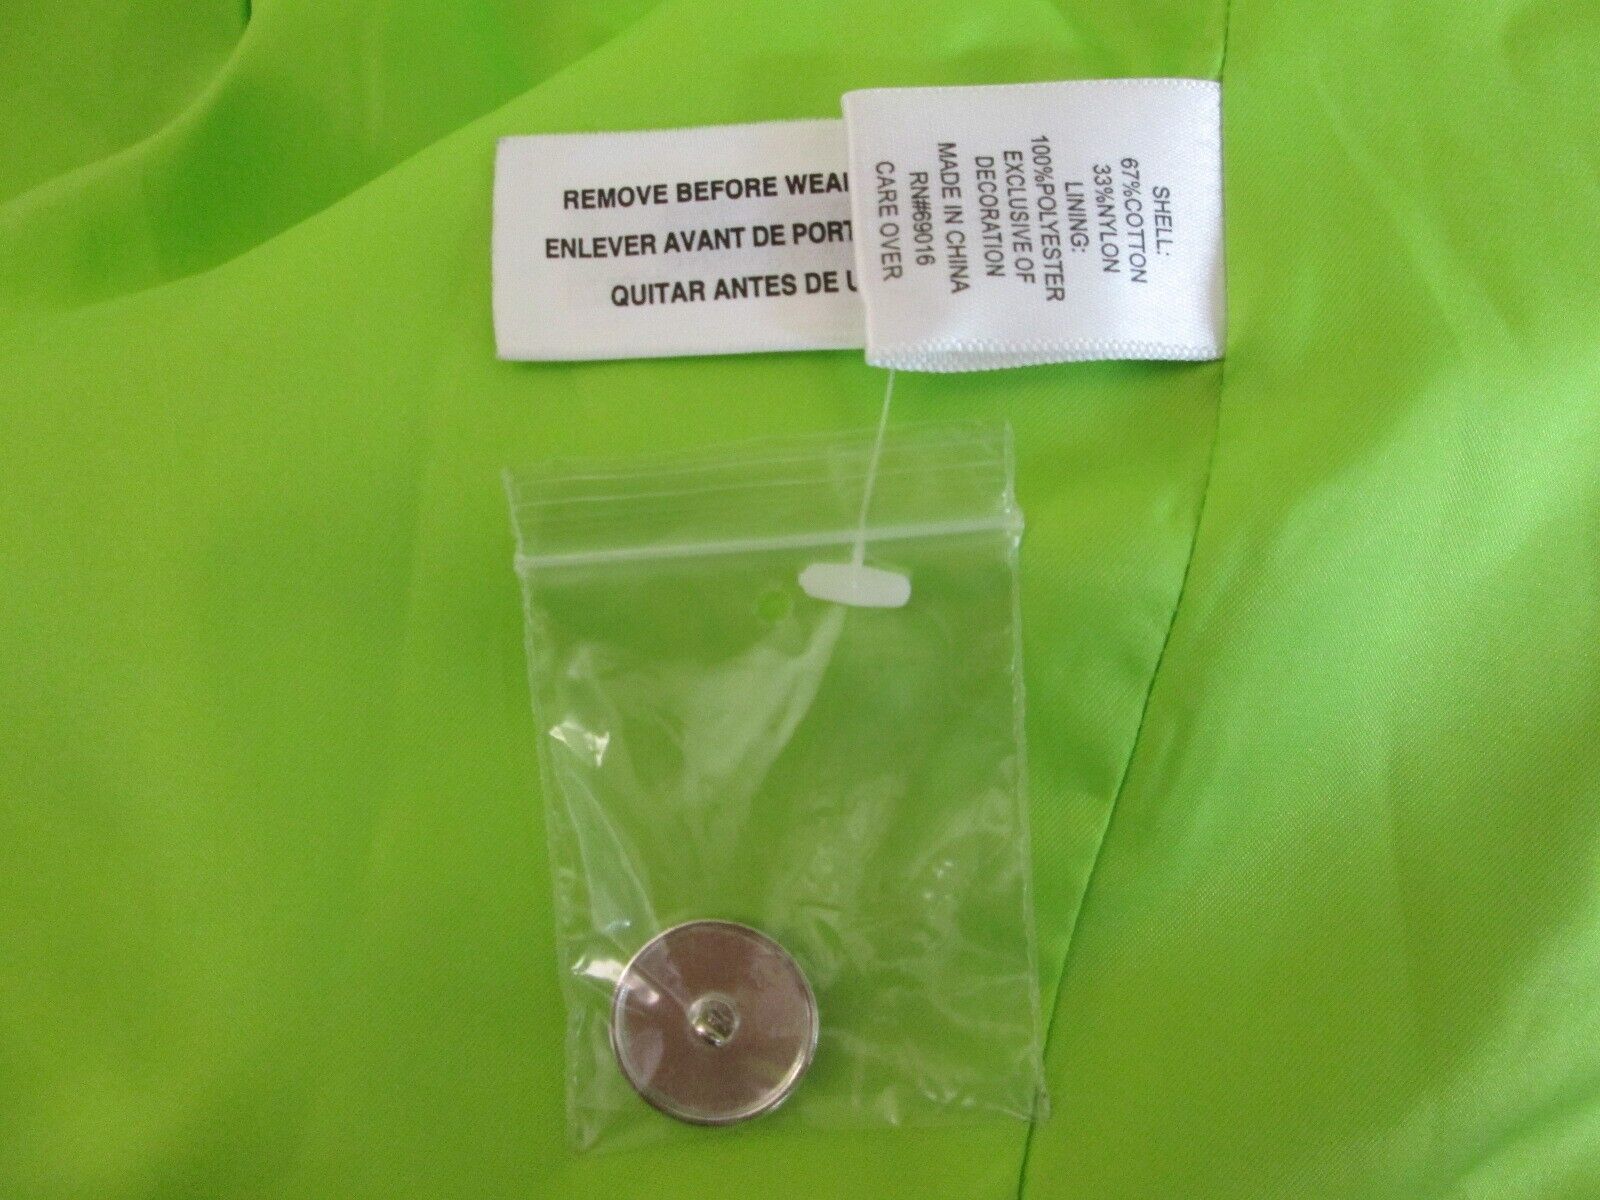 REMOVE BEFORE WEAR
ENLEVER AVANT DE PORT
QUITAR ANTES DE U
SHELL:
67%COTTON
33%NYLON
LINING:
100%POLYESTER
EXCLUSIVE OF
DECORATION
MADE IN CHINA
RN#69016
CARE OVER